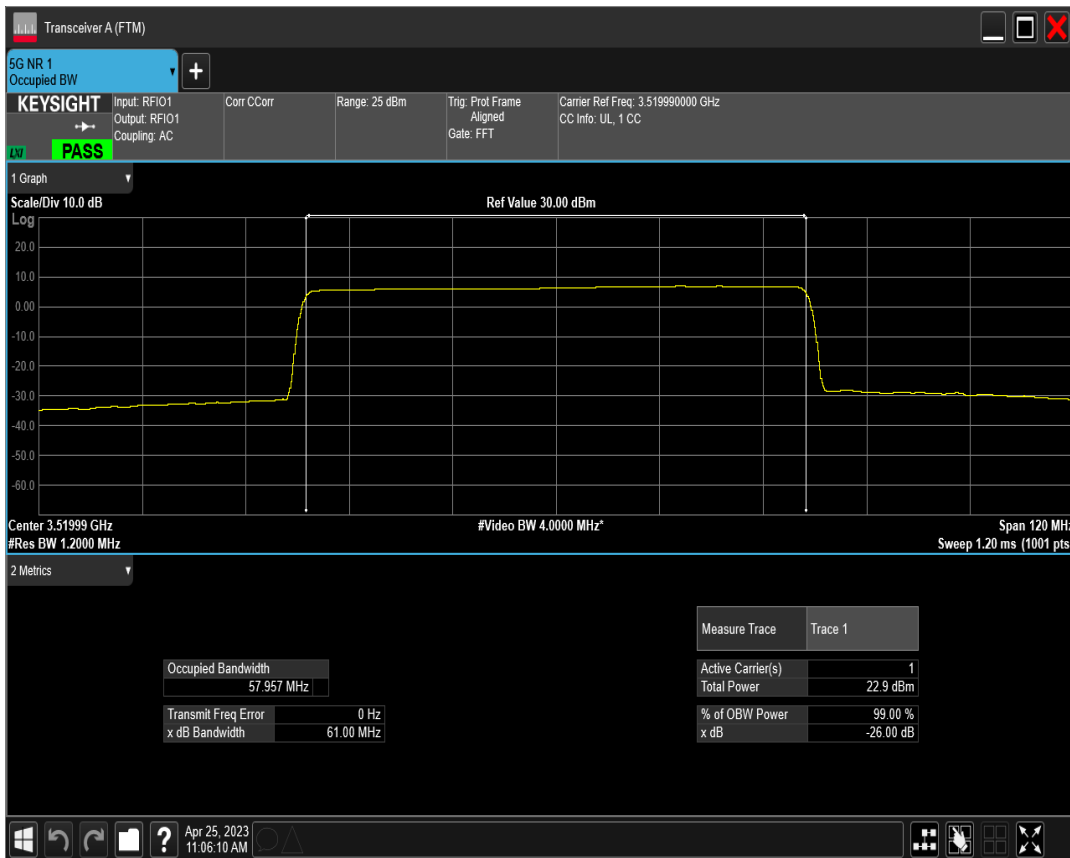 Transceiver A (FTM)
5G NR 1
Occupied BW
+
KEYSIGHT
LXI
PASS
Input: RFIO1
Output: RFIO1
Coupling: AC
Corr CCorr
Range: 25 dBm
Trig: Prot Frame
Aligned
Gate: FFT
Carrier Ref Freq: 3.519990000 GHz
CC Info: UL, 1 CC
1 Graph
Scale/Div 10.0 dB
Ref Value 30.00 dBm
Log
20.0
10.0
0.00
-10.0
-20.0
-30.0
-40.0
-50.0
-60.0
Center 3.51999 GHz
#Video BW 4.0000 MHz*
Span 120 MHz
#Res BW 1.2000 MHz
Sweep 1.20 ms (1001 pts
2 Metrics
Measure Trace Trace 1
Occupied Bandwidth
57.957 MHz
Active Carrier(s) 1
Total Power 22.9 dBm
Transmit Freq Error 0 Hz
x dB Bandwidth 61.00 MHz
% of OBW Power 99.00 %
x dB -26.00 dB
?
Apr 25, 2023
11:06:10 AM